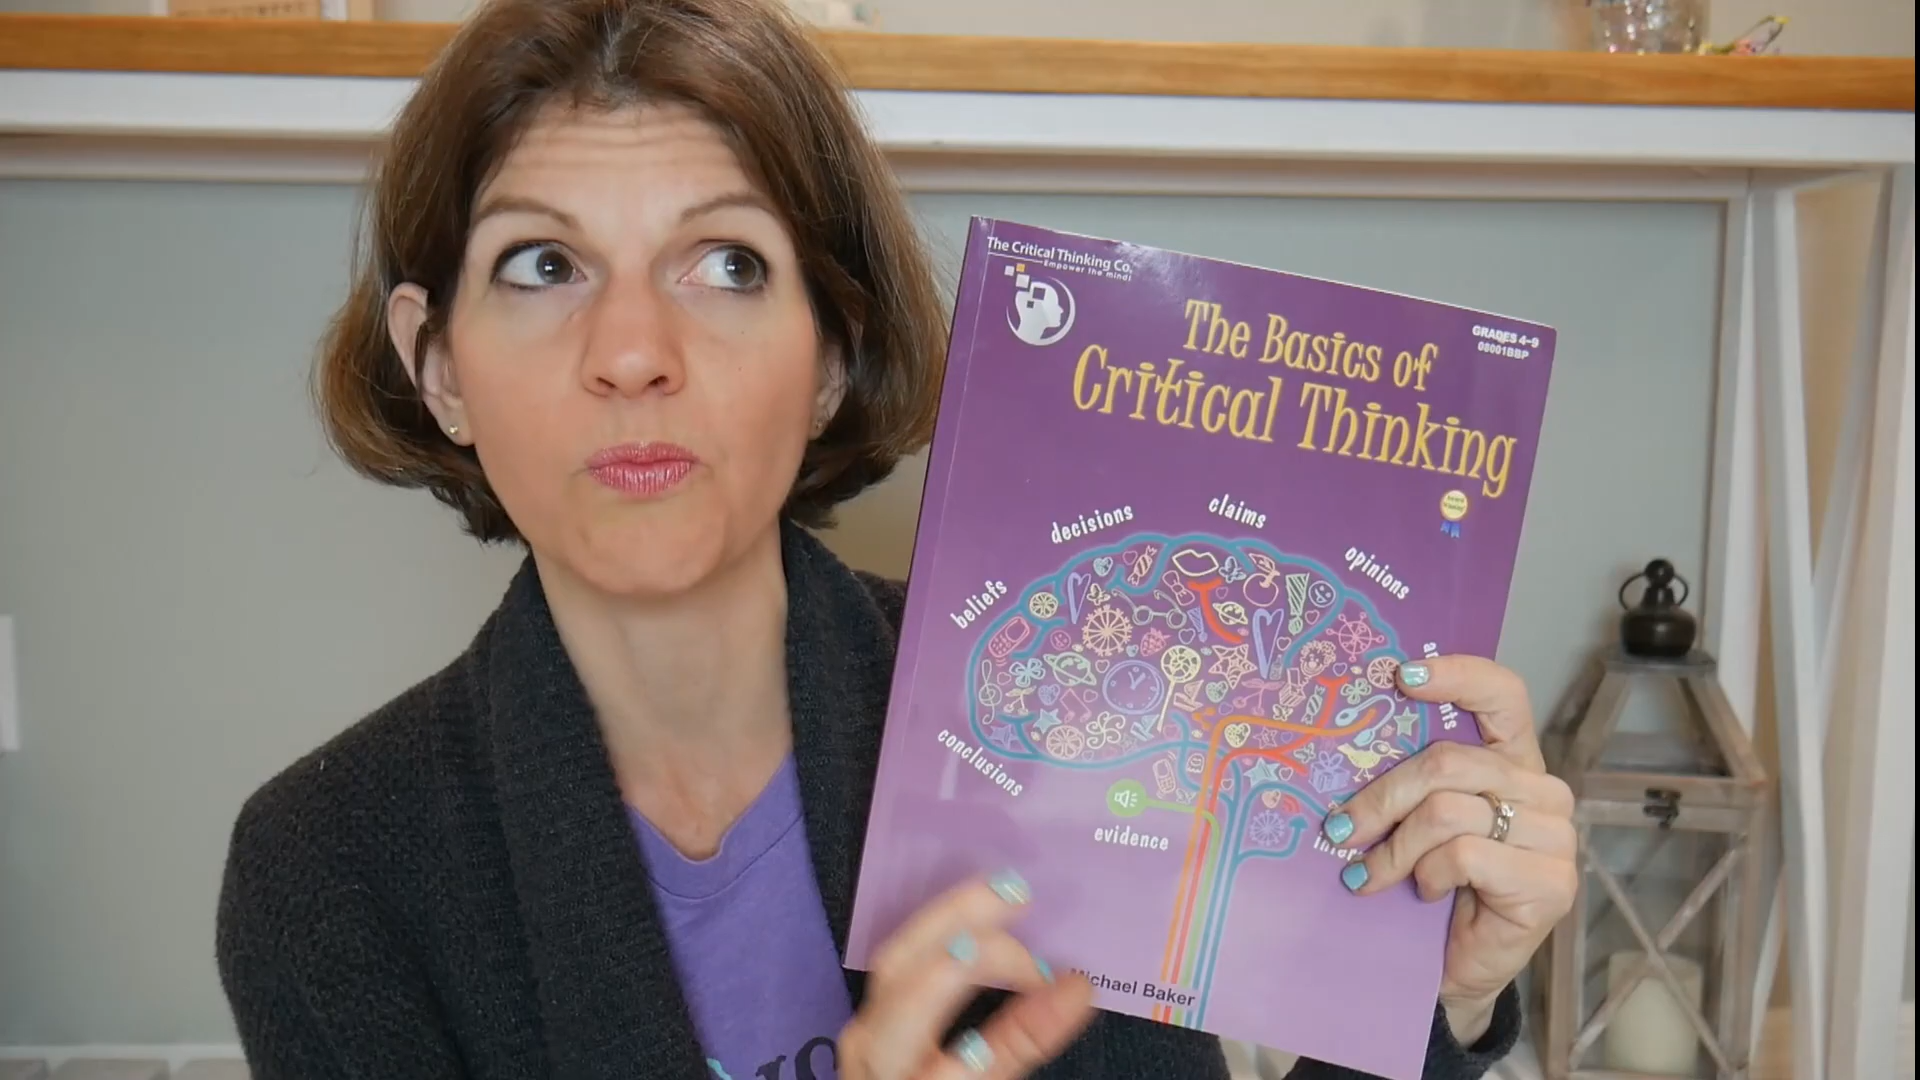 The Critical Thinking Co.
Empower the mind!
GRADES 4-9
08001BBP
The Basics of
Critical Thinking
decisions
claims
opinions
beliefs
conclusions
evidence
Michael Baker